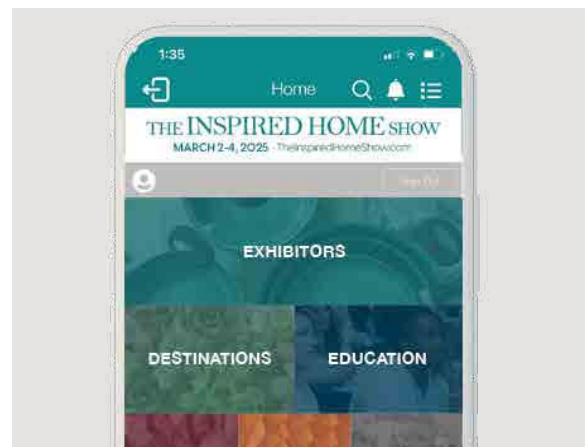 1:35
Home
THE INSPIRED HOME SHOW
MARCH 2-4, 2025 · TheInspiredHomeShow.com
EXHIBITORS
DESTINATIONS EDUCATION